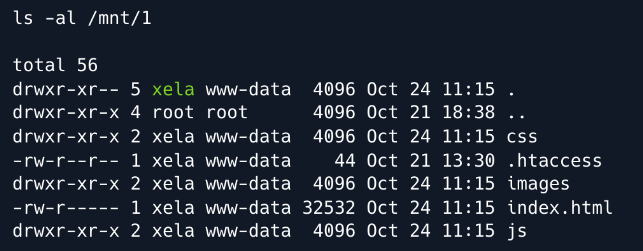 ls -al /mnt/1
total 56
drwxr-xr-- 5 xela www-data  4096 Oct 24 11:15 .
drwxr-xr-x 4 root root      4096 Oct 21 18:38 ..
drwxr-xr-x 2 xela www-data  4096 Oct 24 11:15 css
-rw-r--r-- 1 xela www-data    44 Oct 21 13:30 .htaccess
drwxr-xr-x 2 xela www-data  4096 Oct 24 11:15 images
-rw-r----- 1 xela www-data 32532 Oct 24 11:15 index.html
drwxr-xr-x 2 xela www-data  4096 Oct 24 11:15 js